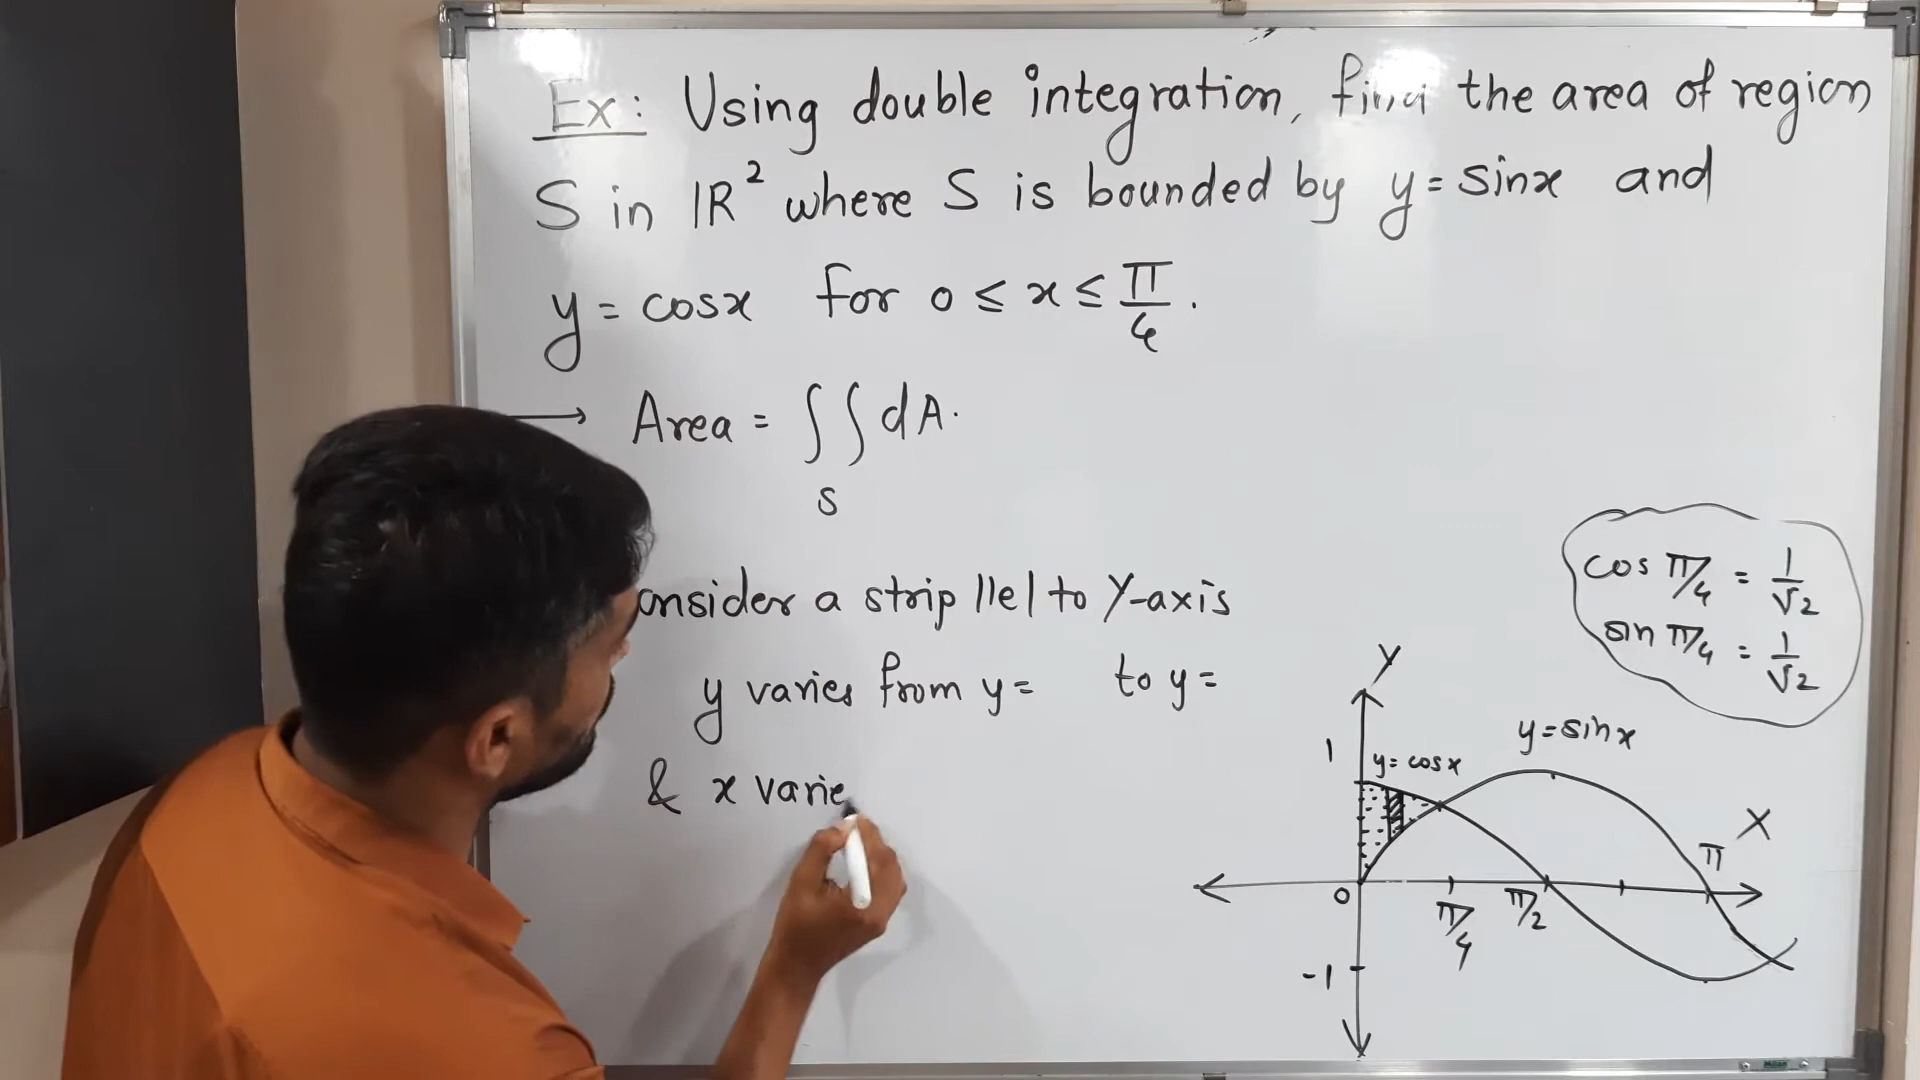 Ex: Using double integration, find the area of region
S in IR² where S is bounded by y = sinx and
y = cosx for 0 ≤ x ≤ π/4.
→ Area = ∫∫ dA.
S
onsider a strip ||el to Y-axis
y varies from y = to y =
& x varie
cos π/4 = 1/√2
sin π/4 = 1/√2
Y
y = sinx
1
y = cosx
X
π
0
π/4
π/2
-1